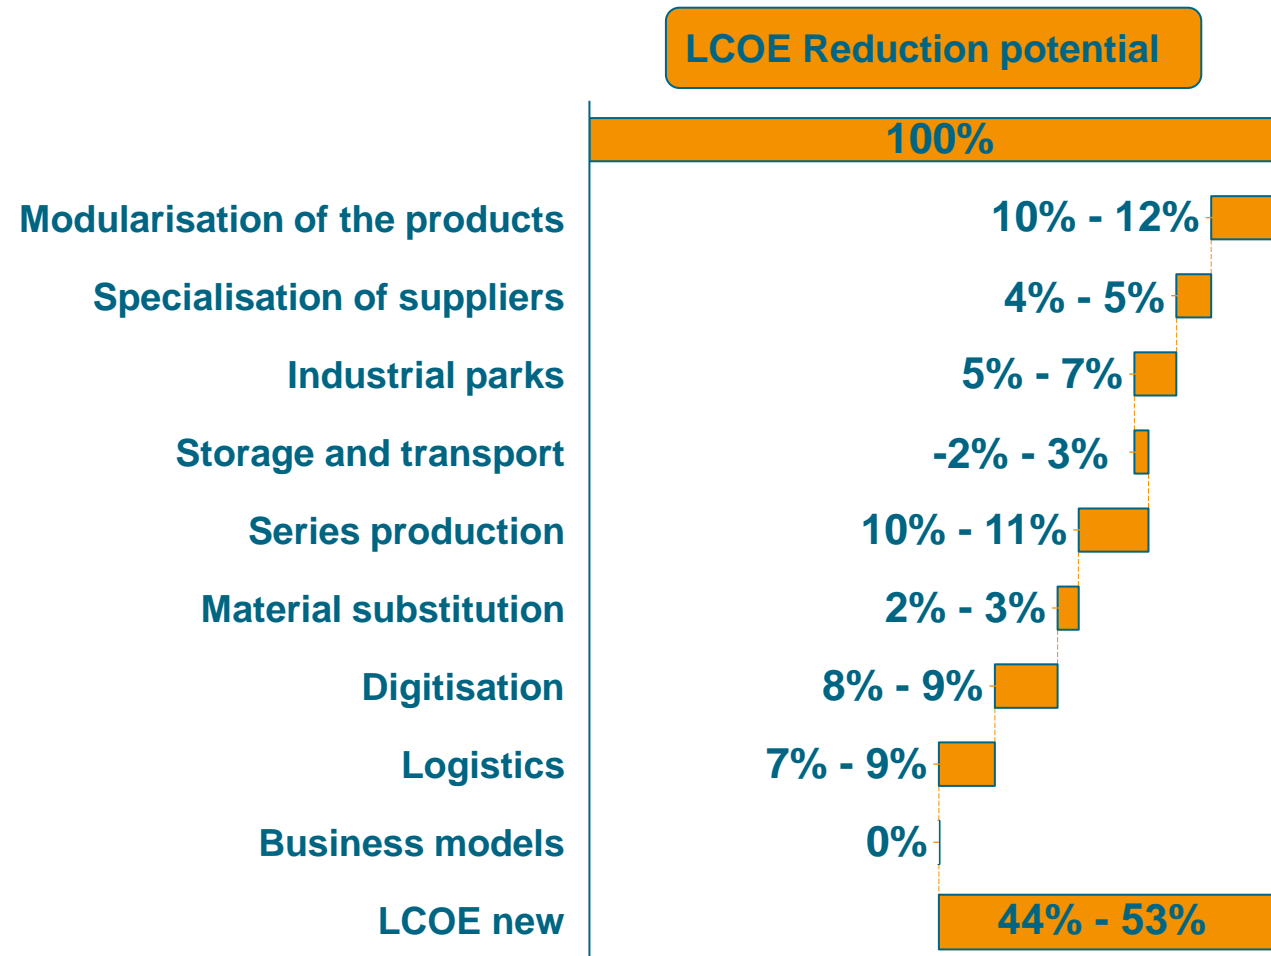 LCOE Reduction potential
100%
Modularisation of the products 10% - 12%
Specialisation of suppliers 4% - 5%
Industrial parks 5% - 7%
Storage and transport -2% - 3%
Series production 10% - 11%
Material substitution 2% - 3%
Digitisation 8% - 9%
Logistics 7% - 9%
Business models 0%
LCOE new 44% - 53%